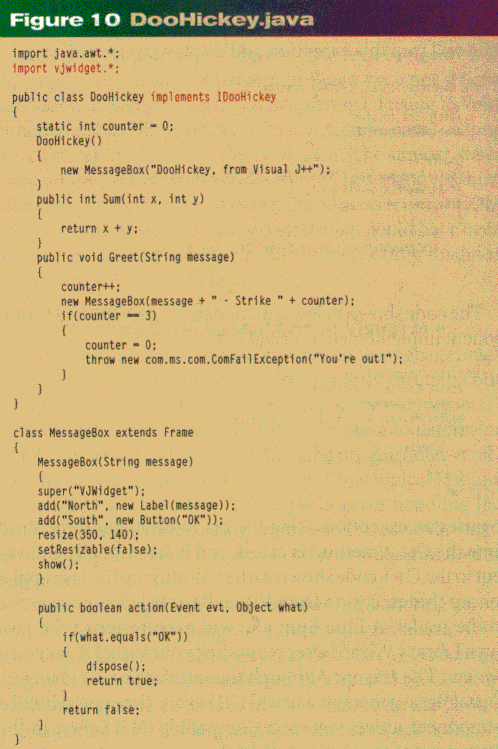 Figure 10 DooHickey.java
import java.awt.*;
import vjwidget.*;
public class DooHickey implements IDooHickey
{
static int counter = 0;
DooHickey()
{
new MessageBox("DooHickey, from Visual J++");
}
public int Sum(int x, int y)
{
return x + y;
}
public void Greet(String message)
{
counter++;
new MessageBox(message + " - Strike " + counter);
if(counter == 3)
{
counter = 0;
throw new com.ms.com.ComFailException("You're out!");
}
}
}
class MessageBox extends Frame
{
MessageBox(String message)
{
super("VJWidget");
add("North", new Label(message));
add("South", new Button("OK"));
resize(350, 140);
setResizable(false);
show();
}
public boolean action(Event evt, Object what)
{
if(what.equals("OK"))
{
dispose();
return true;
}
return false;
}
}